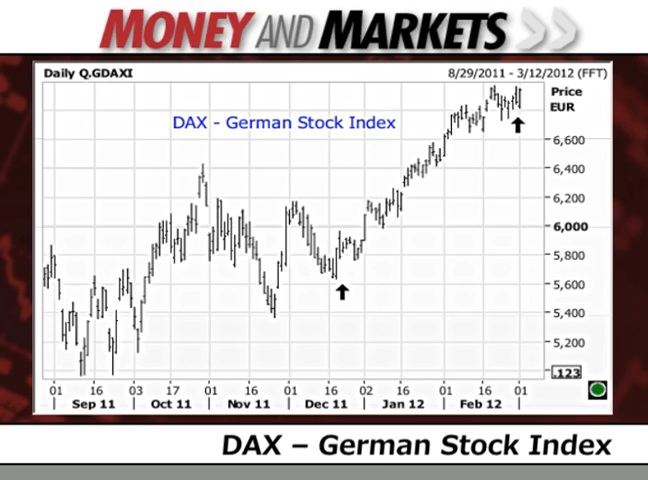 MONEY AND MARKETS
Daily Q.GDAXI 8/29/2011 - 3/12/2012 (FFT)
Price
EUR
DAX - German Stock Index
6,600
6,400
6,200
6,000
5,800
5,600
5,400
5,200
.123
01 16 03 17 01 16 01 16 02 16 01 16 01
Sep 11 Oct 11 Nov 11 Dec 11 Jan 12 Feb 12
DAX – German Stock Index